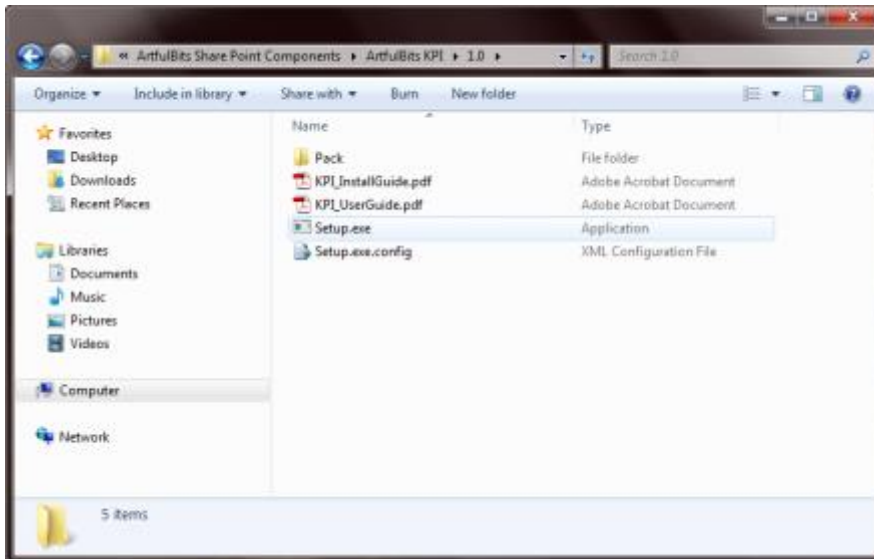 « ArtfulBits Share Point Components ▸ ArtfulBits KPI ▸ 1.0 ▸ Search 1.0
Organize Include in library Share with Burn New folder
Name Type
Favorites
Desktop
Downloads
Recent Places
Libraries
Documents
Music
Pictures
Videos
Computer
Network
Pack File folder
KPI_InstallGuide.pdf Adobe Acrobat Document
KPI_UserGuide.pdf Adobe Acrobat Document
Setup.exe Application
Setup.exe.config XML Configuration File
5 items